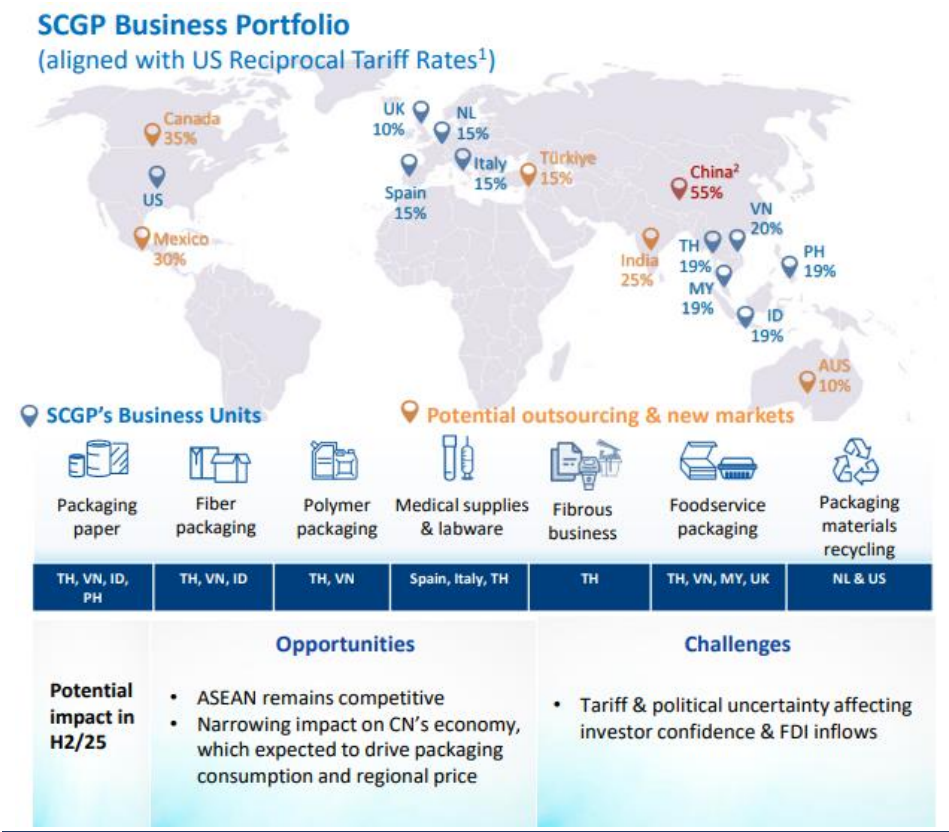 SCGP Business Portfolio
(aligned with US Reciprocal Tariff Rates¹)
Canada
35%
US
Mexico
30%
UK
10%
NL
15%
Spain
15%
Italy
15%
Türkiye
15%
China²
55%
India
25%
VN
20%
TH
19%
MY
19%
PH
19%
ID
19%
AUS
10%
SCGP's Business Units
Potential outsourcing & new markets
Packaging
paper
Fiber
packaging
Polymer
packaging
Medical supplies
& labware
Fibrous
business
Foodservice
packaging
Packaging
materials
recycling
TH, VN, ID,
PH
TH, VN, ID
TH, VN
Spain, Italy, TH
TH
TH, VN, MY, UK
NL & US
Potential
impact in
H2/25
Opportunities
• ASEAN remains competitive
• Narrowing impact on CN's economy,
which expected to drive packaging
consumption and regional price
Challenges
• Tariff & political uncertainty affecting
investor confidence & FDI inflows